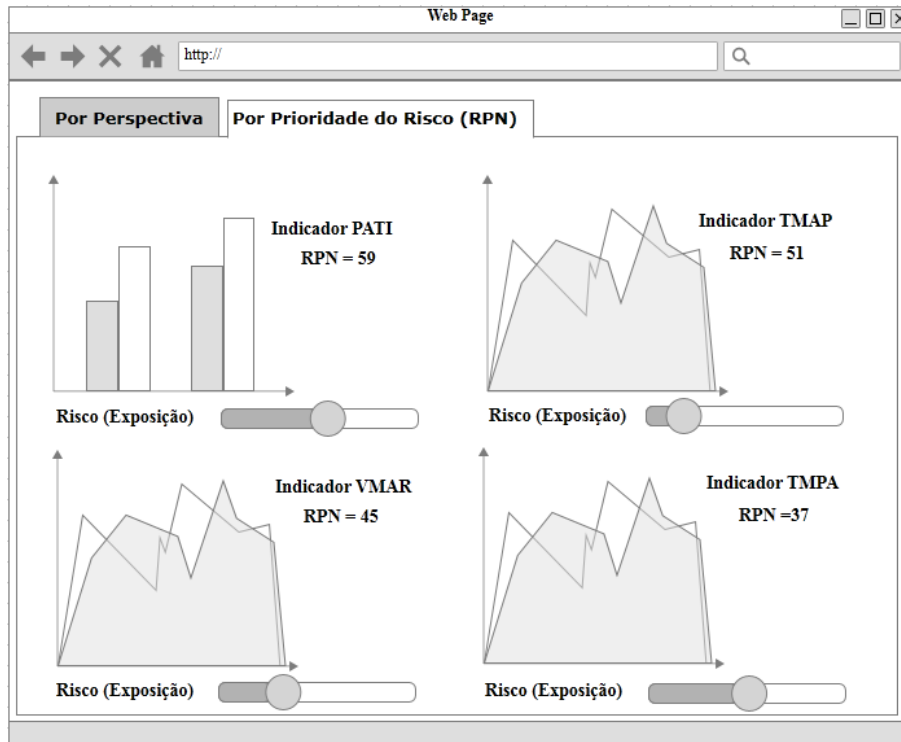 Web Page
http://
Por Perspectiva
Por Prioridade do Risco (RPN)
Indicador PATI
RPN = 59
Risco (Exposição)
Indicador TMAP
RPN = 51
Risco (Exposição)
Indicador VMAR
RPN = 45
Risco (Exposição)
Indicador TMPA
RPN =37
Risco (Exposição)